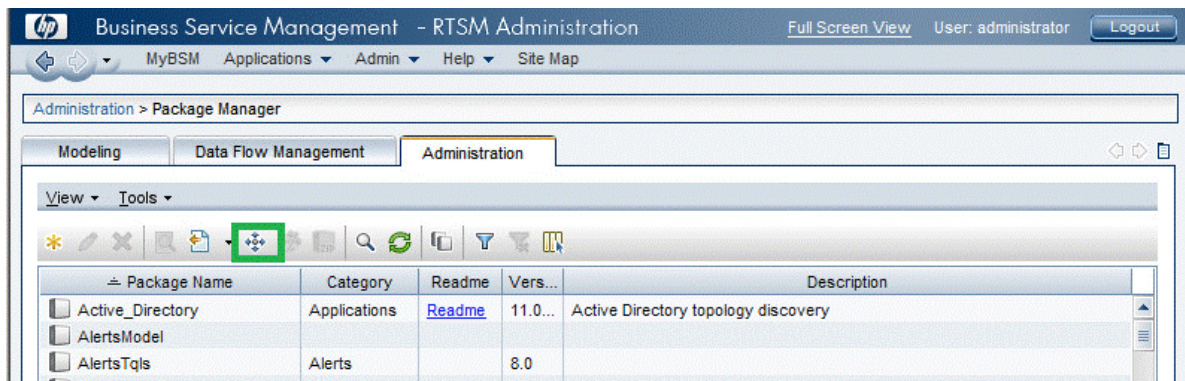 hp Business Service Management - RTSM Administration Full Screen View User: administrator Logout
MyBSM Applications Admin Help Site Map
Administration > Package Manager
Modeling Data Flow Management Administration
View Tools
Package Name Category Readme Vers... Description
Active_Directory Applications Readme 11.0... Active Directory topology discovery
AlertsModel
AlertsTqls Alerts 8.0